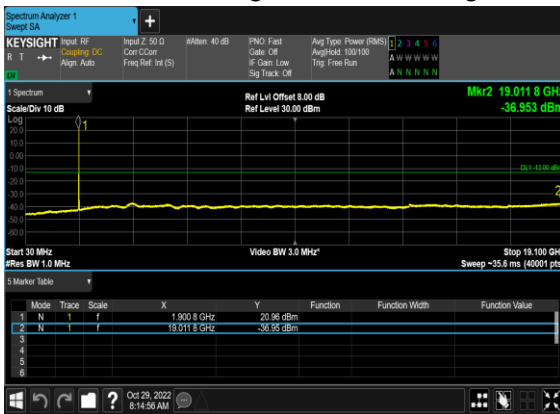 Spectrum Analyzer 1
Swept SA
+
KEYSIGHT Input: RF Input Z: 50 Ω #Atten: 40 dB PNO: Fast Avg Type: Power (RMS) 1 2 3 4 5 6
R T Coupling: DC Corr CCorr Gate: Off Avg|Hold: 100/100 A W W W W W
Align: Auto Freq Ref: Int (S) IF Gain: Low Trig: Free Run
Sig Track: Off A N N N N N
LV
1 Spectrum Ref Lvl Offset 8.00 dB Mkr2 19.011 8 GHz
Scale/Div 10 dB Ref Level 30.00 dBm -36.953 dBm
Log
20.0 1
10.0
0.00
-10.0 DL1 -13.00 dBm
-20.0
-30.0 2
-40.0
-50.0
-60.0
Start 30 MHz Video BW 3.0 MHz* Stop 19.100 GHz
#Res BW 1.0 MHz Sweep ~35.6 ms (40001 pts)
5 Marker Table
Mode Trace Scale X Y Function Function Width Function Value
1 N 1 f 1.900 8 GHz 20.96 dBm
2 N 1 f 19.011 8 GHz -36.95 dBm
3
4
5
6
? Oct 29, 2022
8:14:56 AM